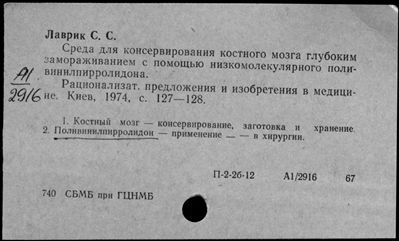 Лаврик С. С.
Среда для консервирования костного мозга глубоким
замораживанием с помощью низкомолекулярного поли-
винилпирролидона.
А1
2916
Рационализат. предложения и изобретения в медици-
не. Киев, 1974, с. 127—128.
1. Костный мозг — консервирование, заготовка и хранение.
2. Поливинилпирролидон — применение — — в хирургии.
П-2-26-12 А1/2916 67
740 СБМБ при ГЦНМБ